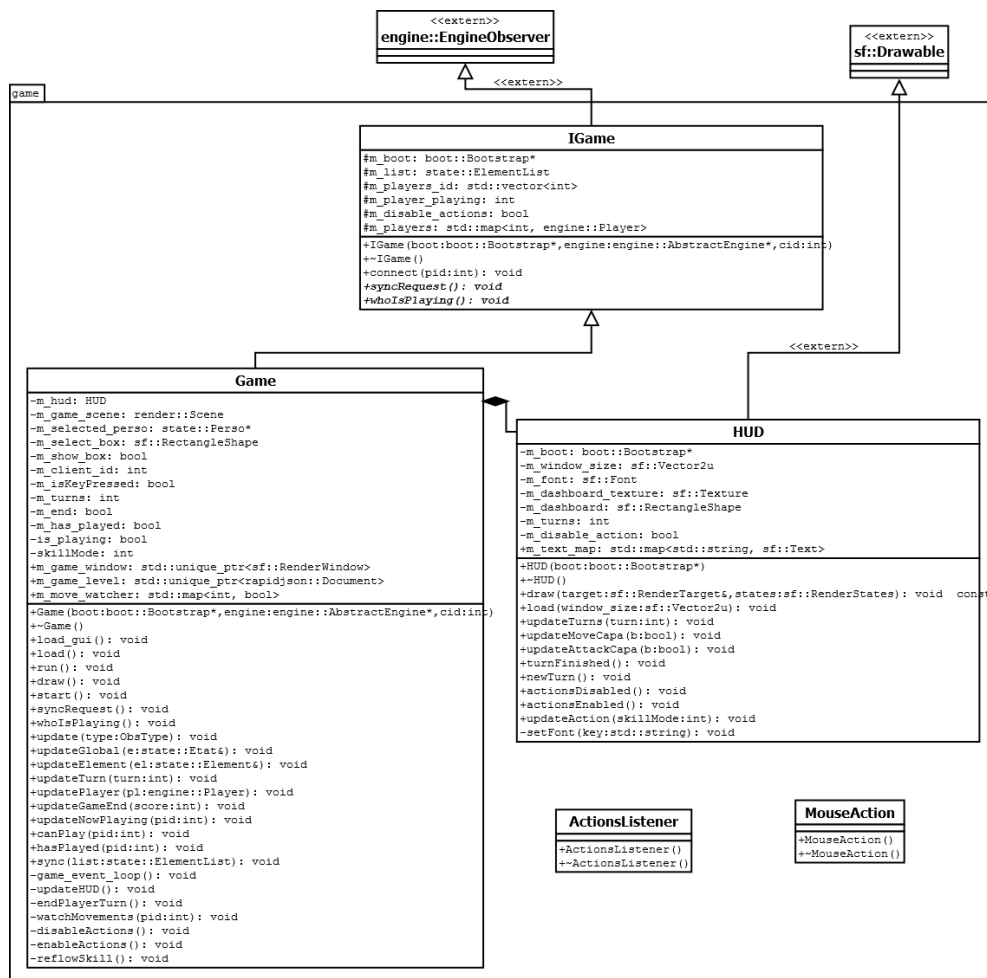 <<extern>>
engine::EngineObserver
<<extern>>
sf::Drawable
<<extern>>
game
IGame
#m_boot: boot::Bootstrap*
#m_list: state::ElementList
#m_players_id: std::vector<int>
#m_player_playing: int
#m_disable_actions: bool
#m_players: std::map<int, engine::Player>
+IGame(boot:boot::Bootstrap*,engine:engine::AbstractEngine*,cid:int)
+~IGame()
+connect(pid:int): void
+syncRequest(): void
+whoIsPlaying(): void
<<extern>>
Game
-m_hud: HUD
-m_game_scene: render::Scene
-m_selected_perso: state::Perso*
-m_select_box: sf::RectangleShape
-m_show_box: bool
-m_client_id: int
-m_isKeyPressed: bool
-m_turns: int
-m_end: bool
-m_has_played: bool
-is_playing: bool
-skillMode: int
+m_game_window: std::unique_ptr<sf::RenderWindow>
+m_game_level: std::unique_ptr<rapidjson::Document>
+m_move_watcher: std::map<int, bool>
+Game(boot:boot::Bootstrap*,engine:engine::AbstractEngine*,cid:int)
+~Game()
+load_gui(): void
+load(): void
+run(): void
+draw(): void
+start(): void
+syncRequest(): void
+whoIsPlaying(): void
+update(type:ObsType): void
+updateGlobal(e:state::Etat&): void
+updateElement(el:state::Element&): void
+updateTurn(turn:int): void
+updatePlayer(pl:engine::Player): void
+updateGameEnd(score:int): void
+updateNowPlaying(pid:int): void
+canPlay(pid:int): void
+hasPlayed(pid:int): void
+sync(list:state::ElementList): void
-game_event_loop(): void
-updateHUD(): void
-endPlayerTurn(): void
-watchMovements(pid:int): void
-disableActions(): void
-enableActions(): void
-reflowSkill(): void
HUD
-m_boot: boot::Bootstrap*
-m_window_size: sf::Vector2u
-m_font: sf::Font
-m_dashboard_texture: sf::Texture
-m_dashboard: sf::RectangleShape
-m_turns: int
-m_disable_action: bool
+m_text_map: std::map<std::string, sf::Text>
+HUD(boot:boot::Bootstrap*)
+~HUD()
+draw(target:sf::RenderTarget&,states:sf::RenderStates): void const
+load(window_size:sf::Vector2u): void
+updateTurns(turn:int): void
+updateMoveCapa(b:bool): void
+updateAttackCapa(b:bool): void
+turnFinished(): void
+newTurn(): void
+actionsDisabled(): void
+actionsEnabled(): void
+updateAction(skillMode:int): void
-setFont(key:std::string): void
ActionsListener
+ActionsListener()
+~ActionsListener()
MouseAction
+MouseAction()
+~MouseAction()